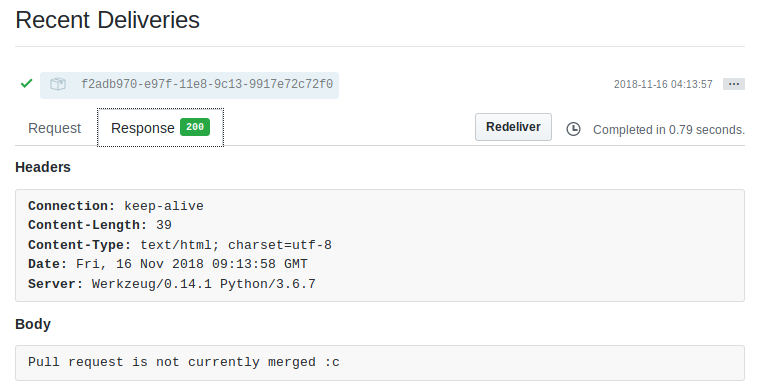 Recent Deliveries
f2adb970-e97f-11e8-9c13-9917e72c72f0 2018-11-16 04:13:57 ...
Request Response 200 Redeliver Completed in 0.79 seconds.
Headers
Connection: keep-alive
Content-Length: 39
Content-Type: text/html; charset=utf-8
Date: Fri, 16 Nov 2018 09:13:58 GMT
Server: Werkzeug/0.14.1 Python/3.6.7
Body
Pull request is not currently merged :c